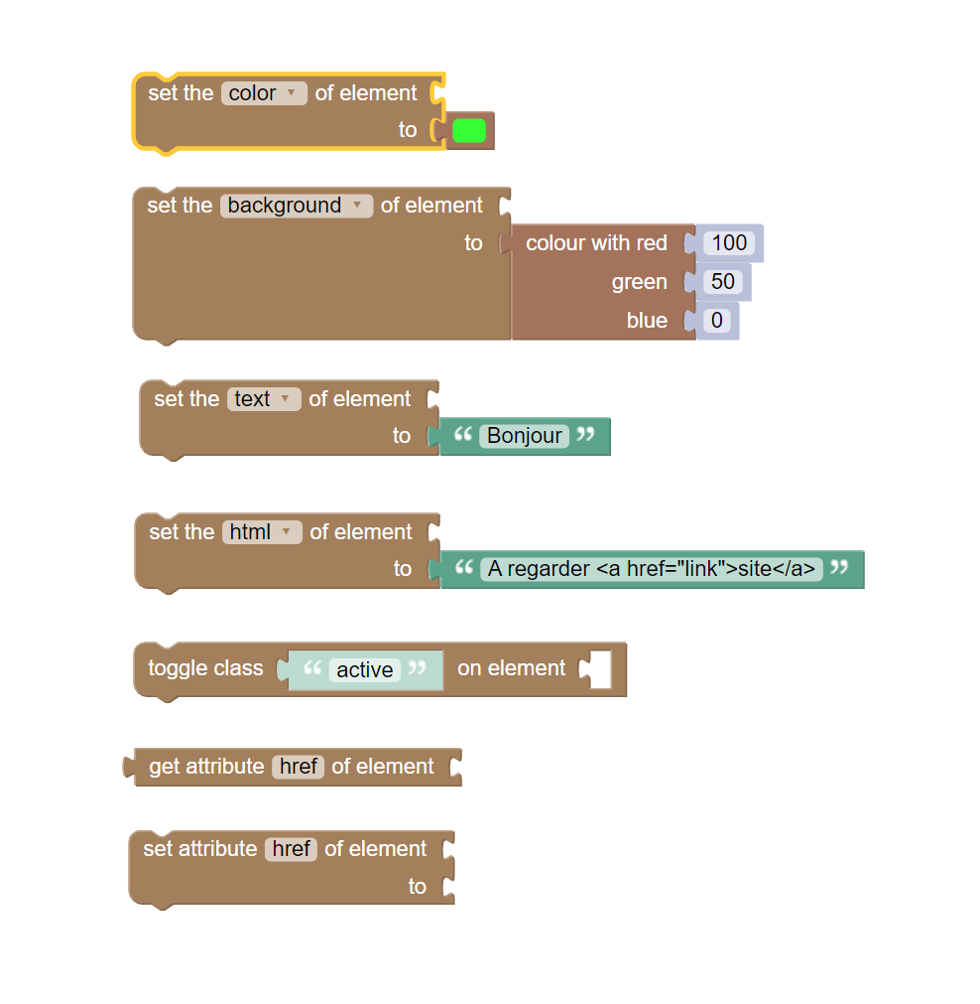 set the color ▾ of element
to
set the background ▾ of element
to colour with red 100
green 50
blue 0
set the text ▾ of element
to “ Bonjour ”
set the html ▾ of element
to “ A regarder <a href="link">site</a> ”
toggle class “ active ” on element
get attribute href of element
set attribute href of element
to